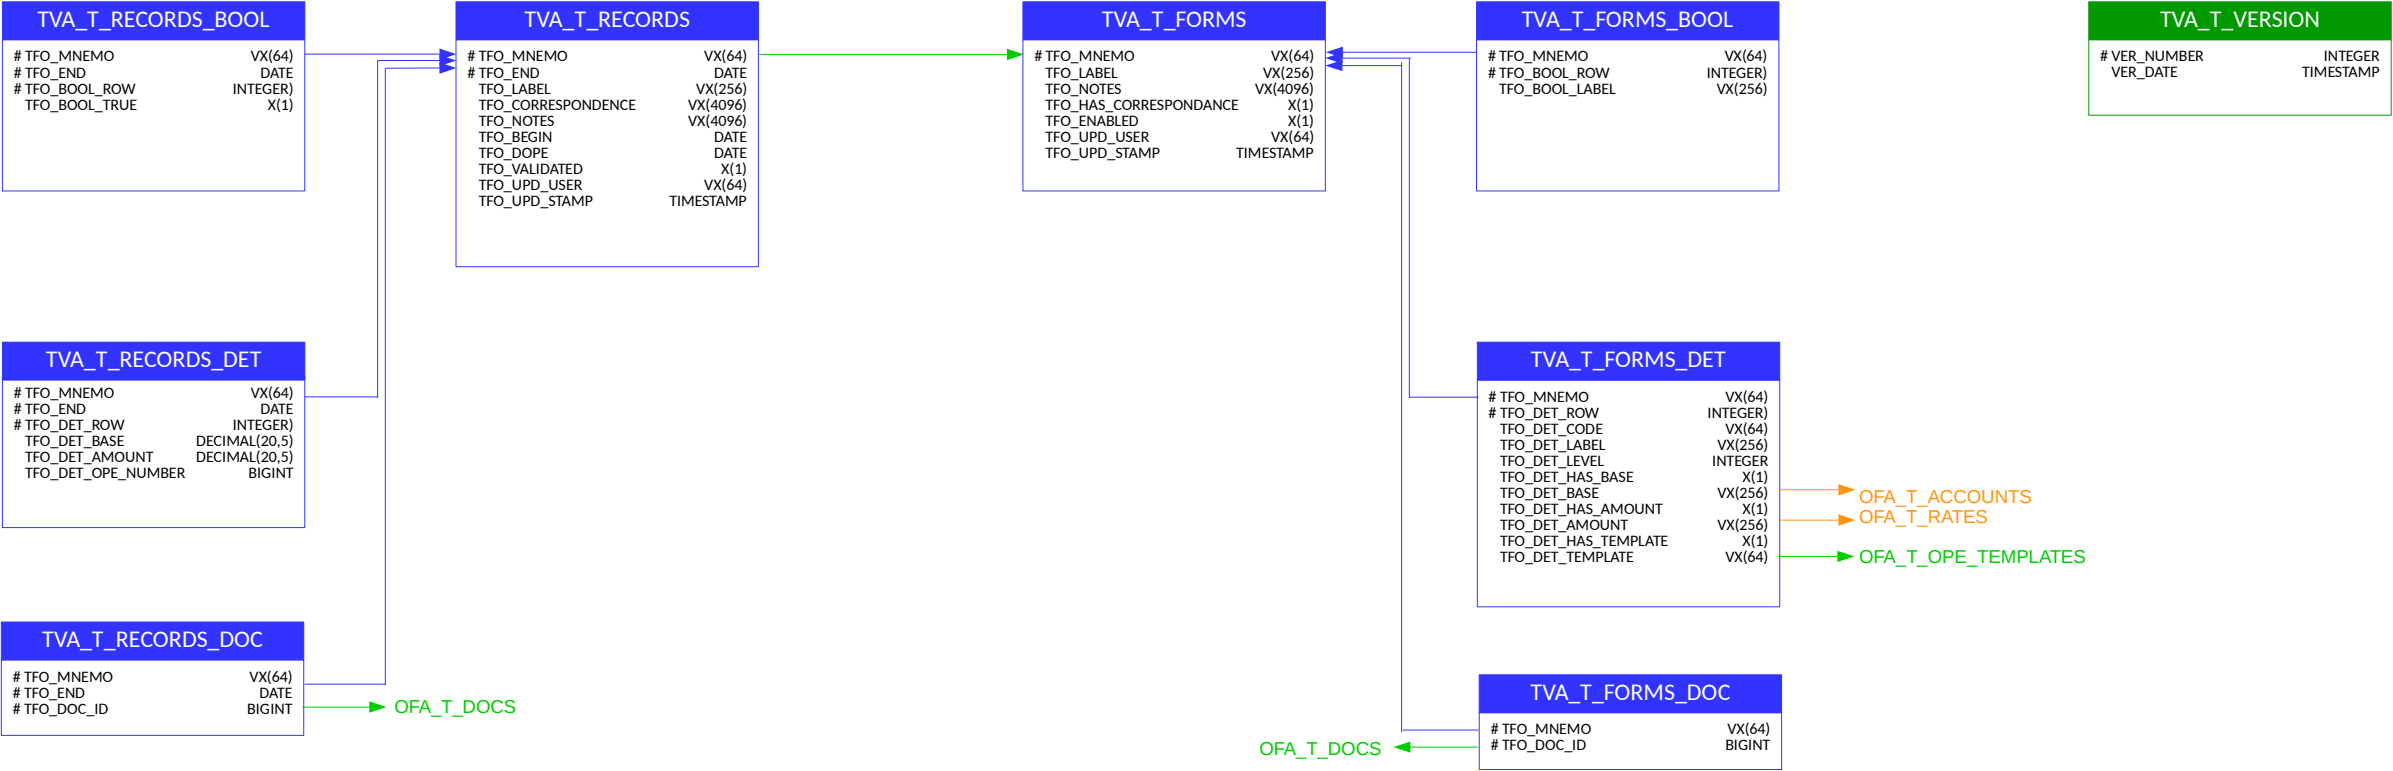 TVA_T_RECORDS_BOOL
# TFO_MNEMO VX(64)
# TFO_END DATE
# TFO_BOOL_ROW INTEGER)
TFO_BOOL_TRUE X(1)
TVA_T_RECORDS
# TFO_MNEMO VX(64)
# TFO_END DATE
TFO_LABEL VX(256)
TFO_CORRESPONDENCE VX(4096)
TFO_NOTES VX(4096)
TFO_BEGIN DATE
TFO_DOPE DATE
TFO_VALIDATED X(1)
TFO_UPD_USER VX(64)
TFO_UPD_STAMP TIMESTAMP
TVA_T_FORMS
# TFO_MNEMO VX(64)
TFO_LABEL VX(256)
TFO_NOTES VX(4096)
TFO_HAS_CORRESPONDANCE X(1)
TFO_ENABLED X(1)
TFO_UPD_USER VX(64)
TFO_UPD_STAMP TIMESTAMP
TVA_T_FORMS_BOOL
# TFO_MNEMO VX(64)
# TFO_BOOL_ROW INTEGER)
TFO_BOOL_LABEL VX(256)
TVA_T_VERSION
# VER_NUMBER INTEGER
VER_DATE TIMESTAMP
TVA_T_RECORDS_DET
# TFO_MNEMO VX(64)
# TFO_END DATE
# TFO_DET_ROW INTEGER)
TFO_DET_BASE DECIMAL(20,5)
TFO_DET_AMOUNT DECIMAL(20,5)
TFO_DET_OPE_NUMBER BIGINT
TVA_T_FORMS_DET
# TFO_MNEMO VX(64)
# TFO_DET_ROW INTEGER)
TFO_DET_CODE VX(64)
TFO_DET_LABEL VX(256)
TFO_DET_LEVEL INTEGER
TFO_DET_HAS_BASE X(1)
TFO_DET_BASE VX(256)
TFO_DET_HAS_AMOUNT X(1)
TFO_DET_AMOUNT VX(256)
TFO_DET_HAS_TEMPLATE X(1)
TFO_DET_TEMPLATE VX(64)
OFA_T_ACCOUNTS
OFA_T_RATES
OFA_T_OPE_TEMPLATES
TVA_T_RECORDS_DOC
# TFO_MNEMO VX(64)
# TFO_END DATE
# TFO_DOC_ID BIGINT
OFA_T_DOCS
TVA_T_FORMS_DOC
# TFO_MNEMO VX(64)
# TFO_DOC_ID BIGINT
OFA_T_DOCS